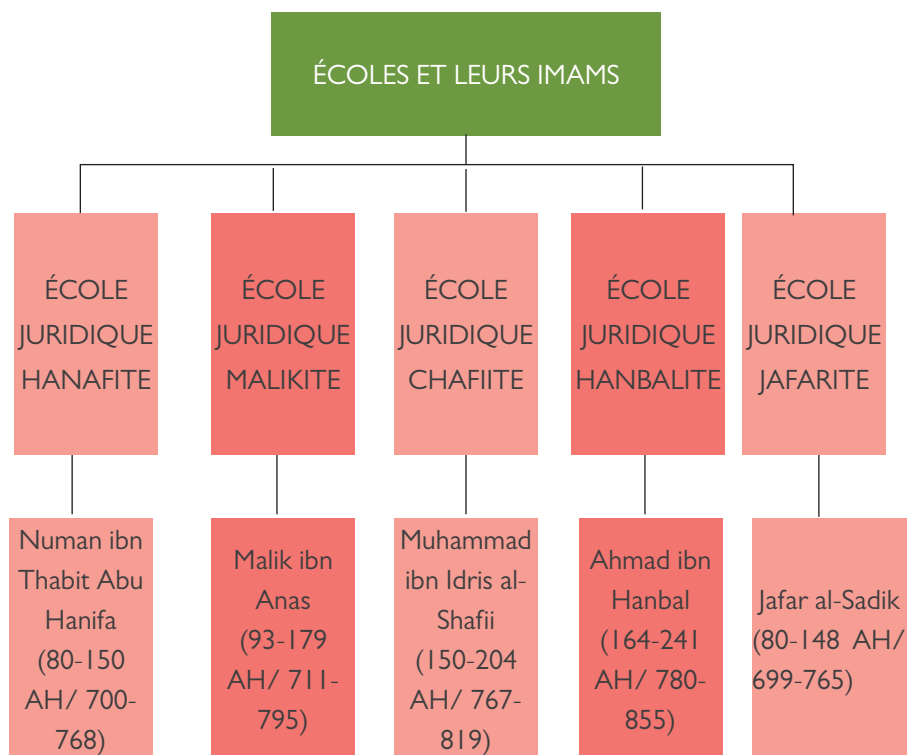 ÉCOLES ET LEURS IMAMS
ÉCOLE
JURIDIQUE
HANAFITE
ÉCOLE
JURIDIQUE
MALIKITE
ÉCOLE
JURIDIQUE
CHAFIITE
ÉCOLE
JURIDIQUE
HANBALITE
ÉCOLE
JURIDIQUE
JAFARITE
Numan ibn
Thabit Abu
Hanifa
(80-150
AH/ 700-
768)
Malik ibn
Anas
(93-179
AH/ 711-
795)
Muhammad
ibn Idris al-
Shafii
(150-204
AH/ 767-
819)
Ahmad ibn
Hanbal
(164-241
AH/ 780-
855)
Jafar al-Sadik
(80-148 AH/
699-765)